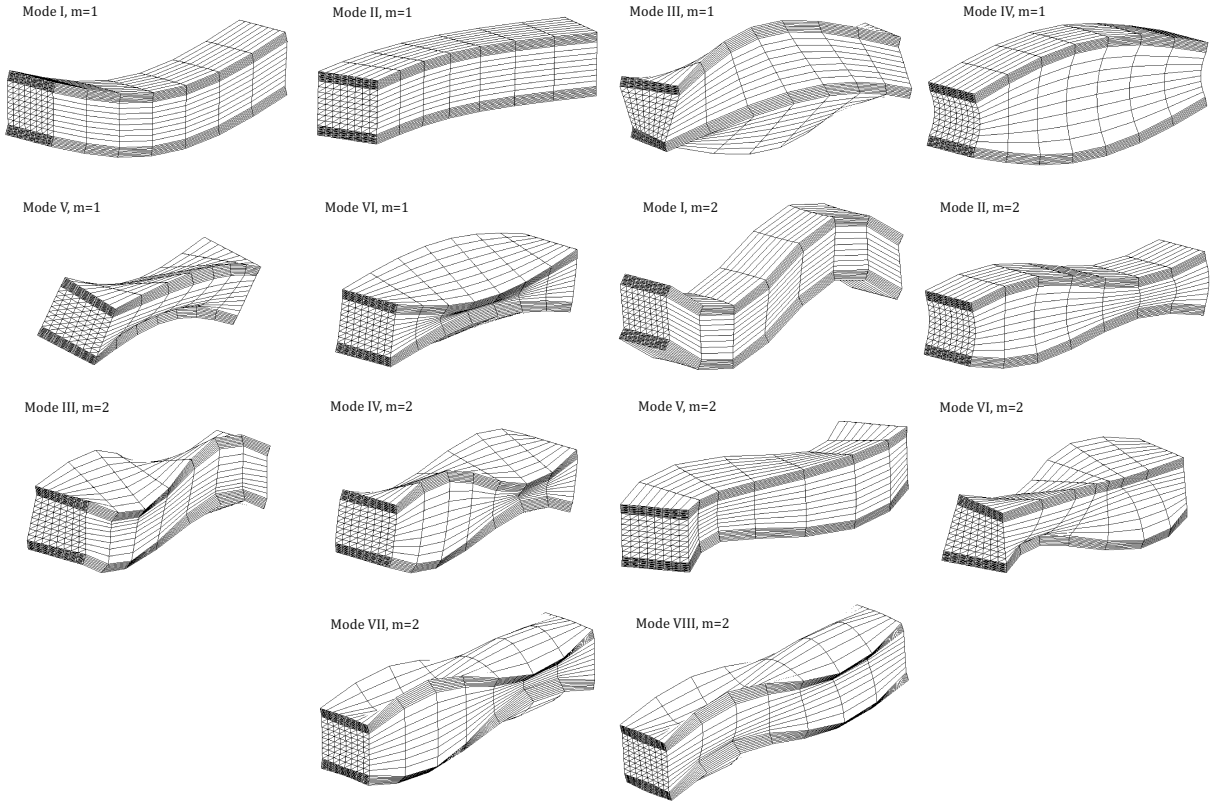 Mode I, m=1
Mode II, m=1
Mode III, m=1
Mode IV, m=1
Mode V, m=1
Mode VI, m=1
Mode I, m=2
Mode II, m=2
Mode III, m=2
Mode IV, m=2
Mode V, m=2
Mode VI, m=2
Mode VII, m=2
Mode VIII, m=2